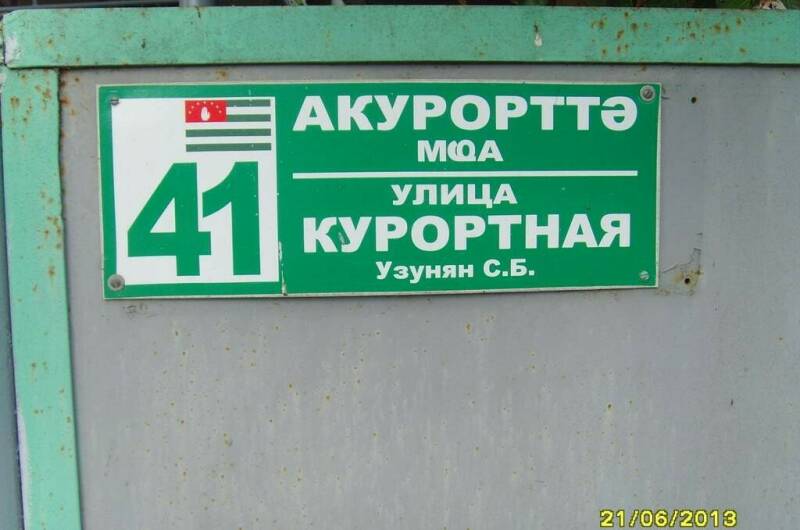 41
АКУРОРТТӘ
МҨА
УЛИЦА
КУРОРТНАЯ
Узунян С.Б.
21/06/2013